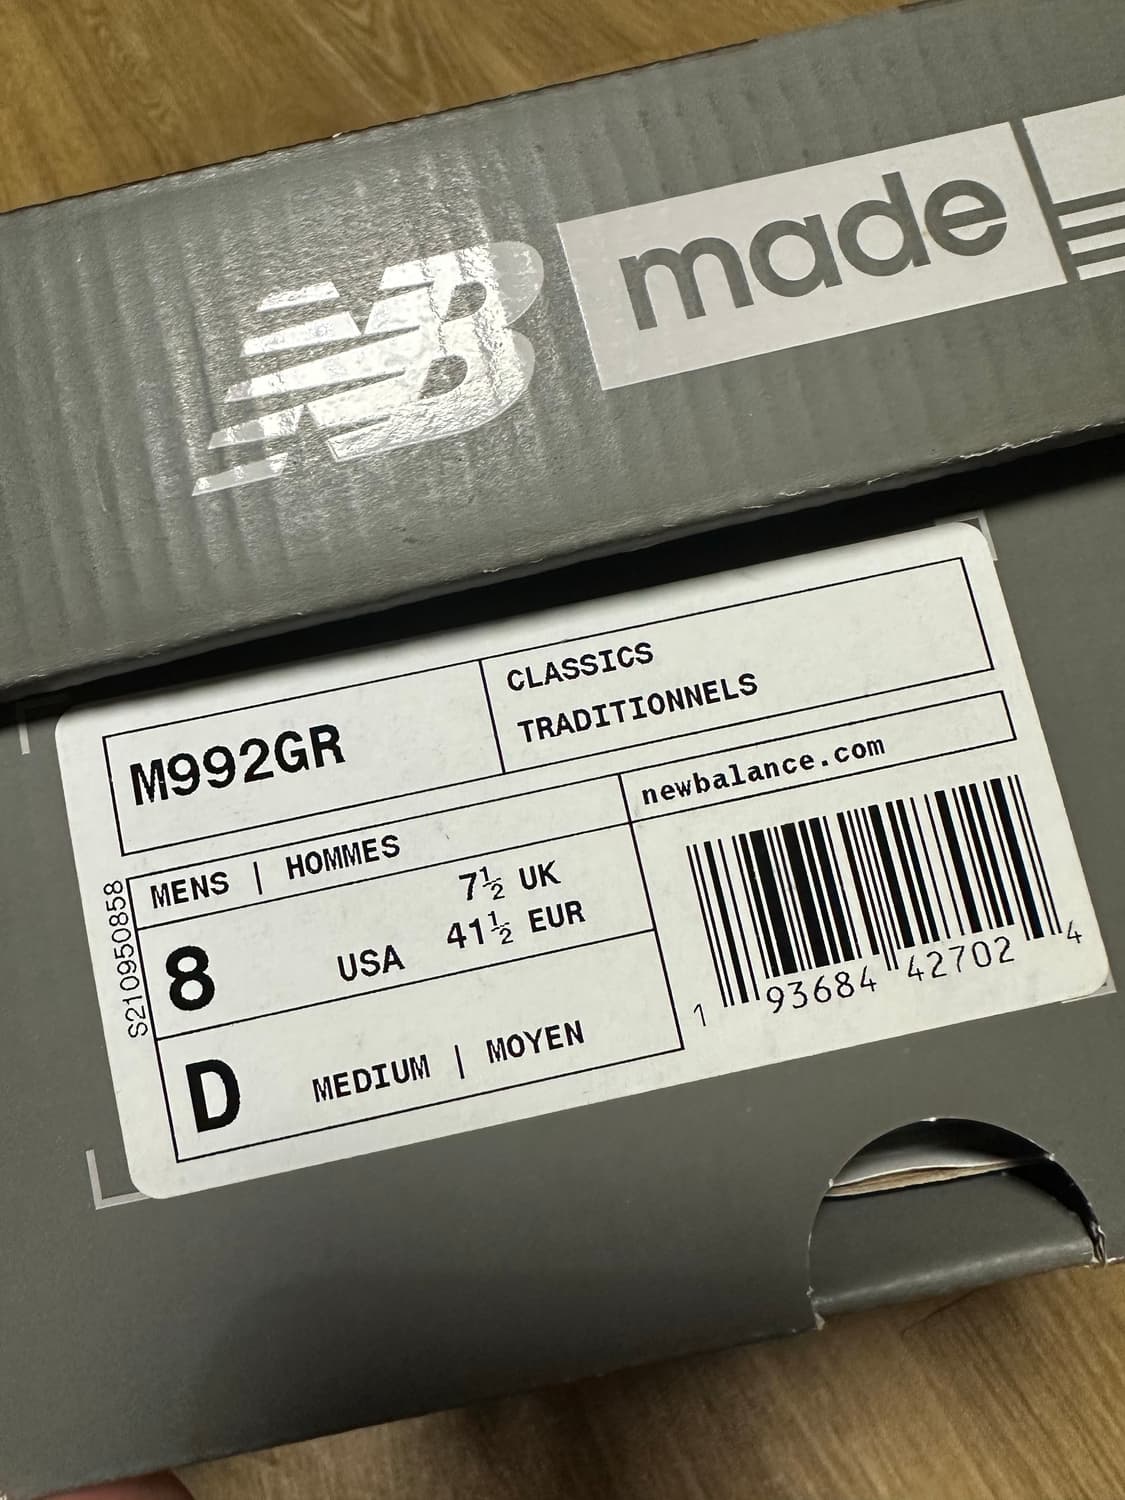 NB made
M992GR
CLASSICS
TRADITIONNELS
newbalance.com
MENS | HOMMES
8 USA
7½ UK
41½ EUR
D MEDIUM | MOYEN
S210950858
1 93684 42702 4